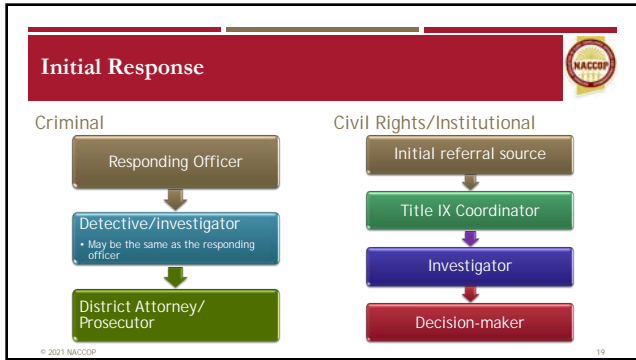 Initial Response
NACCOP
Criminal
Responding Officer
Detective/investigator
• May be the same as the responding
officer
District Attorney/
Prosecutor
Civil Rights/Institutional
Initial referral source
Title IX Coordinator
Investigator
Decision-maker
© 2021 NACCOP
19